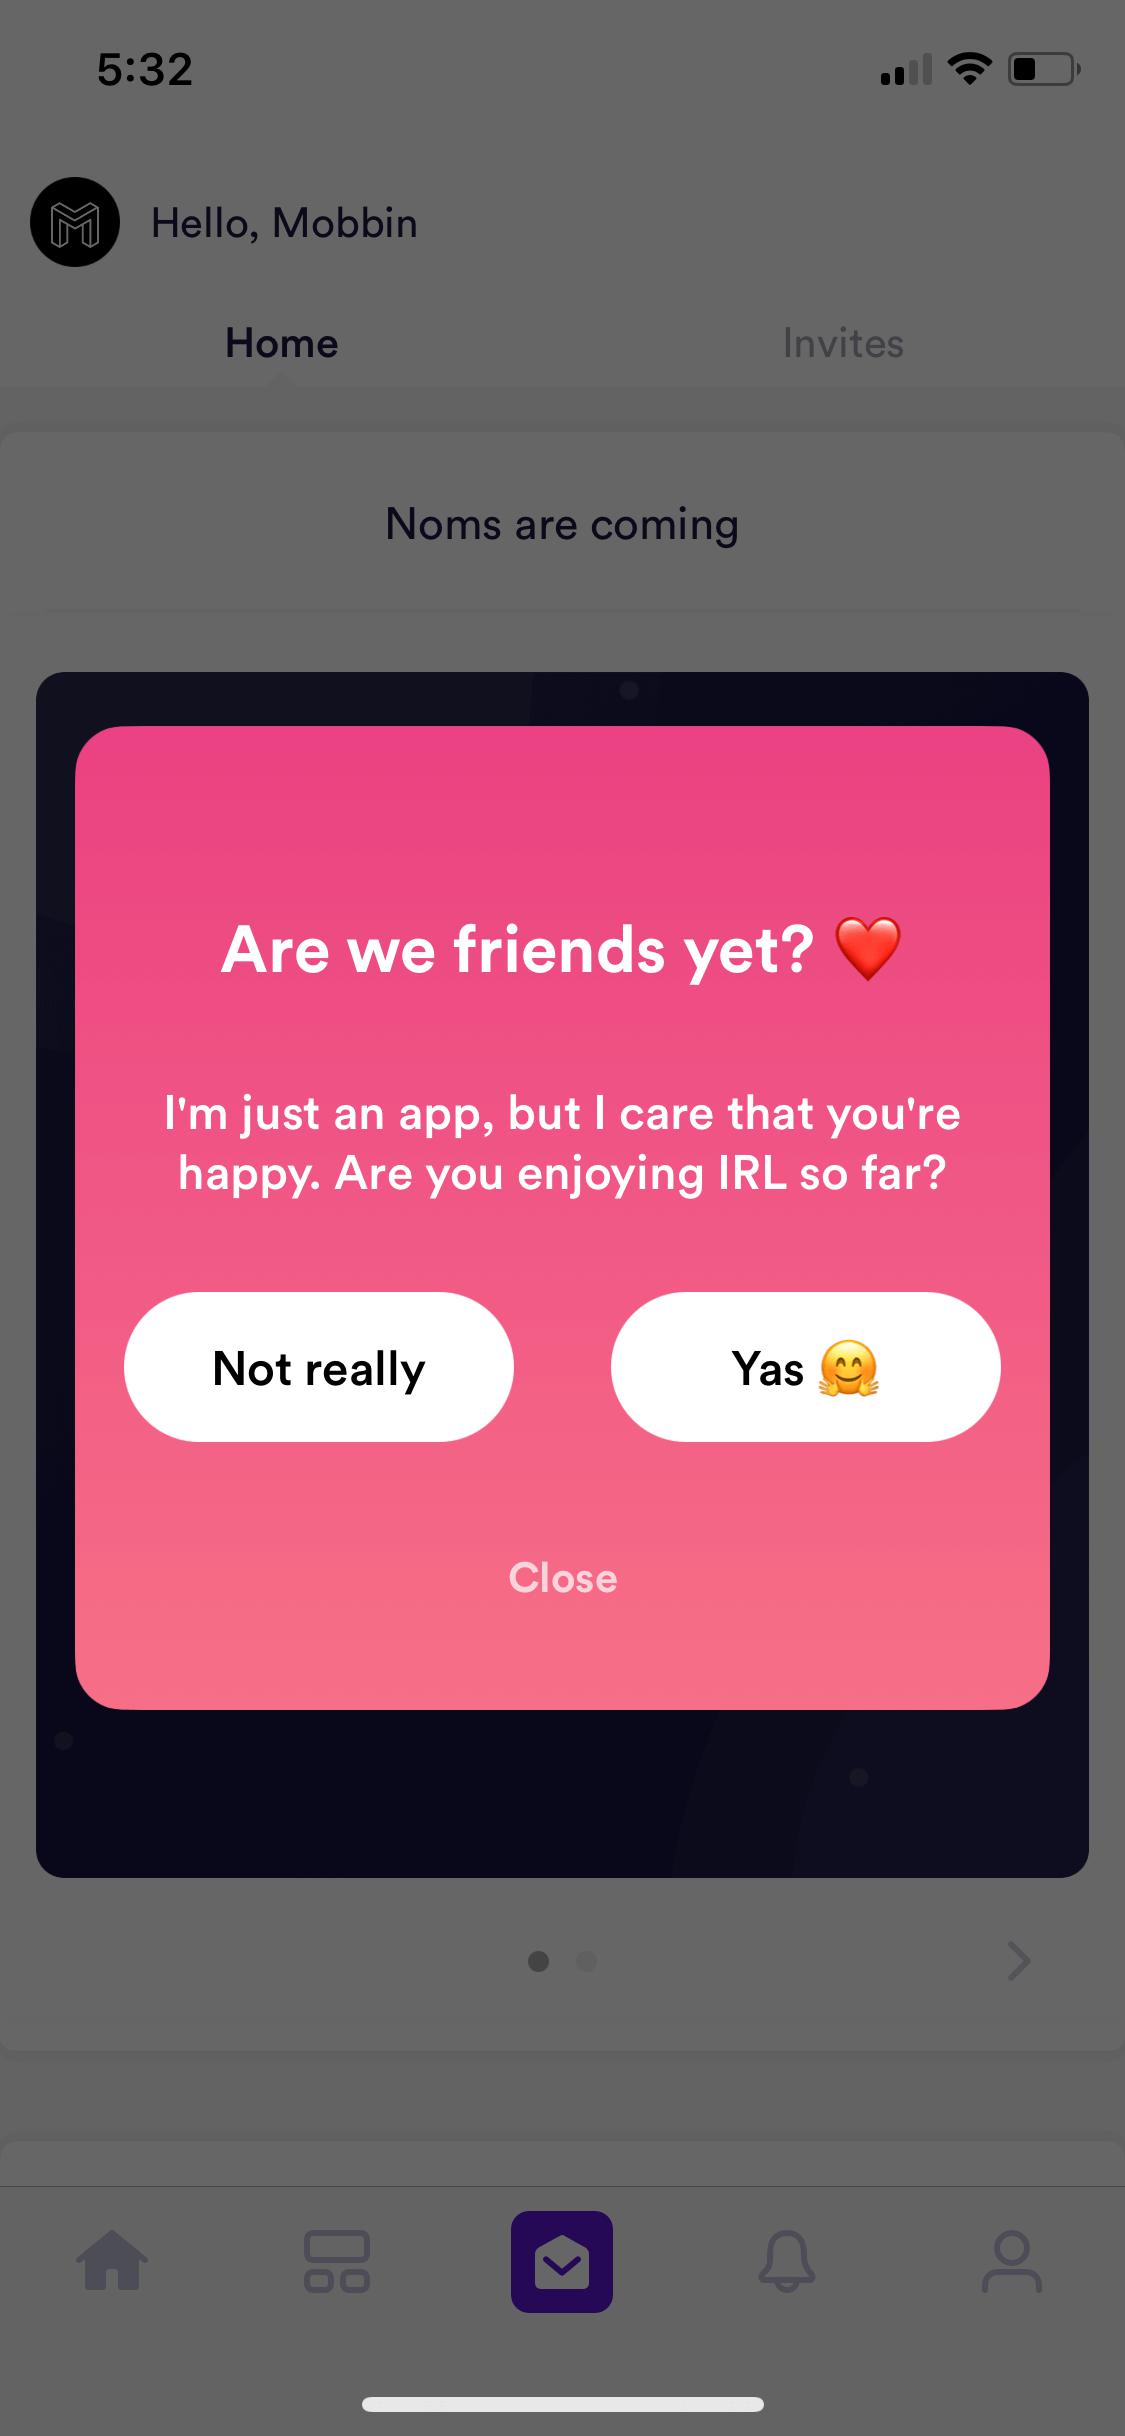 5:32
Hello, Mobbin
Home
Invites
Noms are coming
Are we friends yet? ❤️
I'm just an app, but I care that you're
happy. Are you enjoying IRL so far?
Not really
Yas 🤗
Close